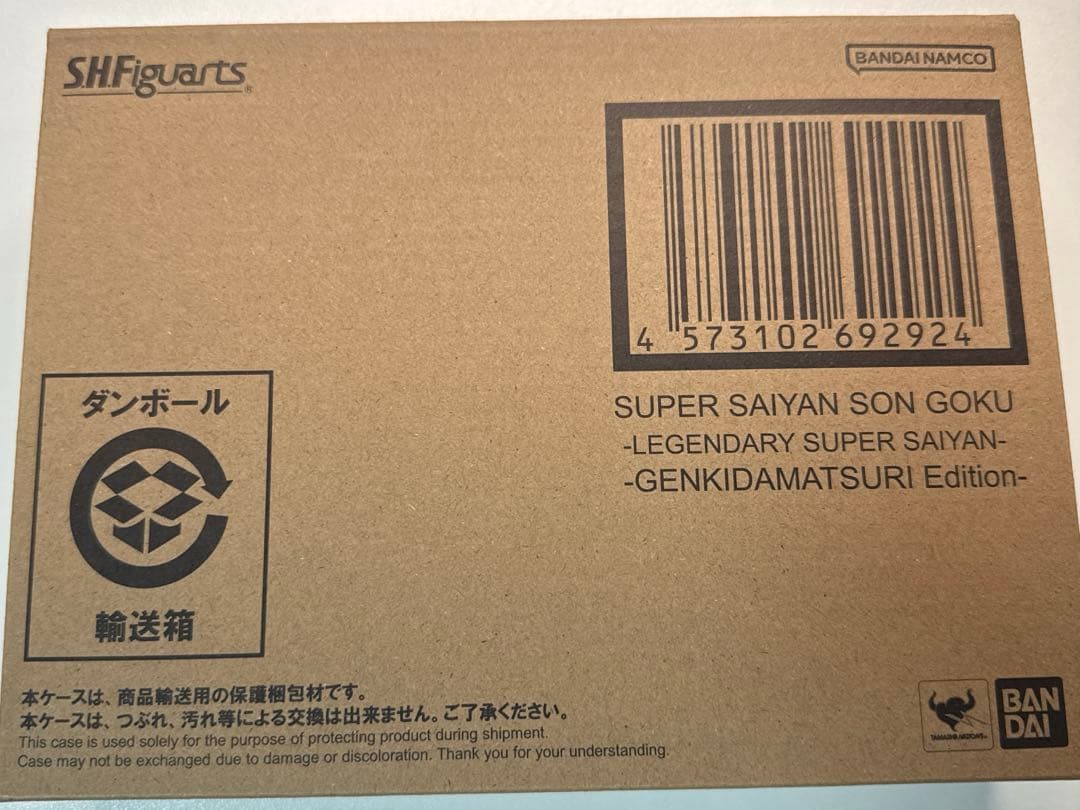 S.H.Figuarts®
BANDAI NAMCO
4 573102 692924
SUPER SAIYAN SON GOKU
-LEGENDARY SUPER SAIYAN-
-GENKIDAMATSURI Edition-
ダンボール
輸送箱
本ケースは、商品輸送用の保護梱包材です。
本ケースは、つぶれ、汚れ等による交換は出来ません。ご了承ください。
This case is used solely for the purpose of protecting product during shipment.
Case may not be exchanged due to damage or discoloration. Thank you for your understanding.
TAMASHII NATIONS™
BAN
DAI